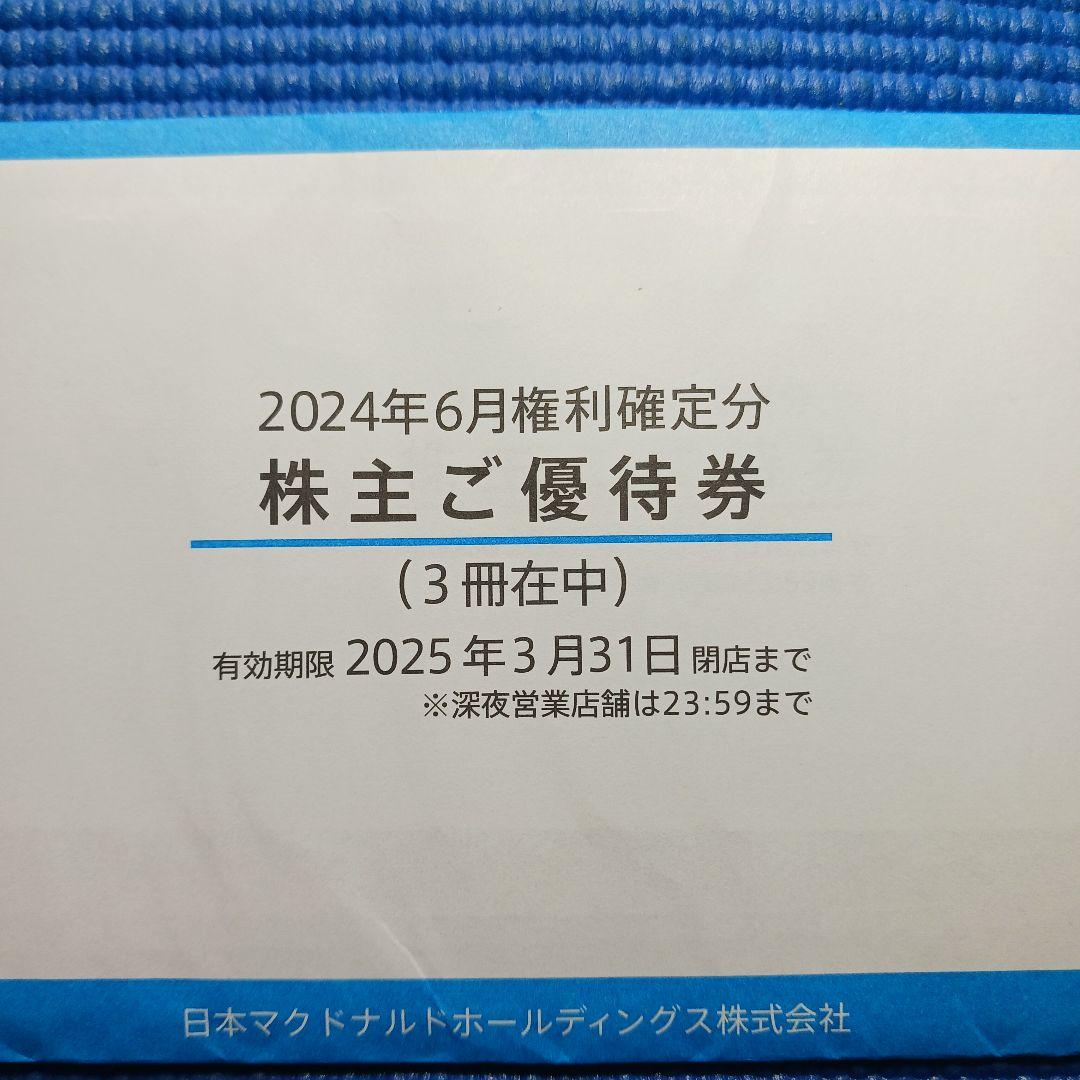 2024年6月権利確定分
株主ご優待券
(3冊在中)
有効期限 2025年3月31日 閉店まで
※深夜営業店舗は23:59まで
日本マクドナルドホールディングス株式会社